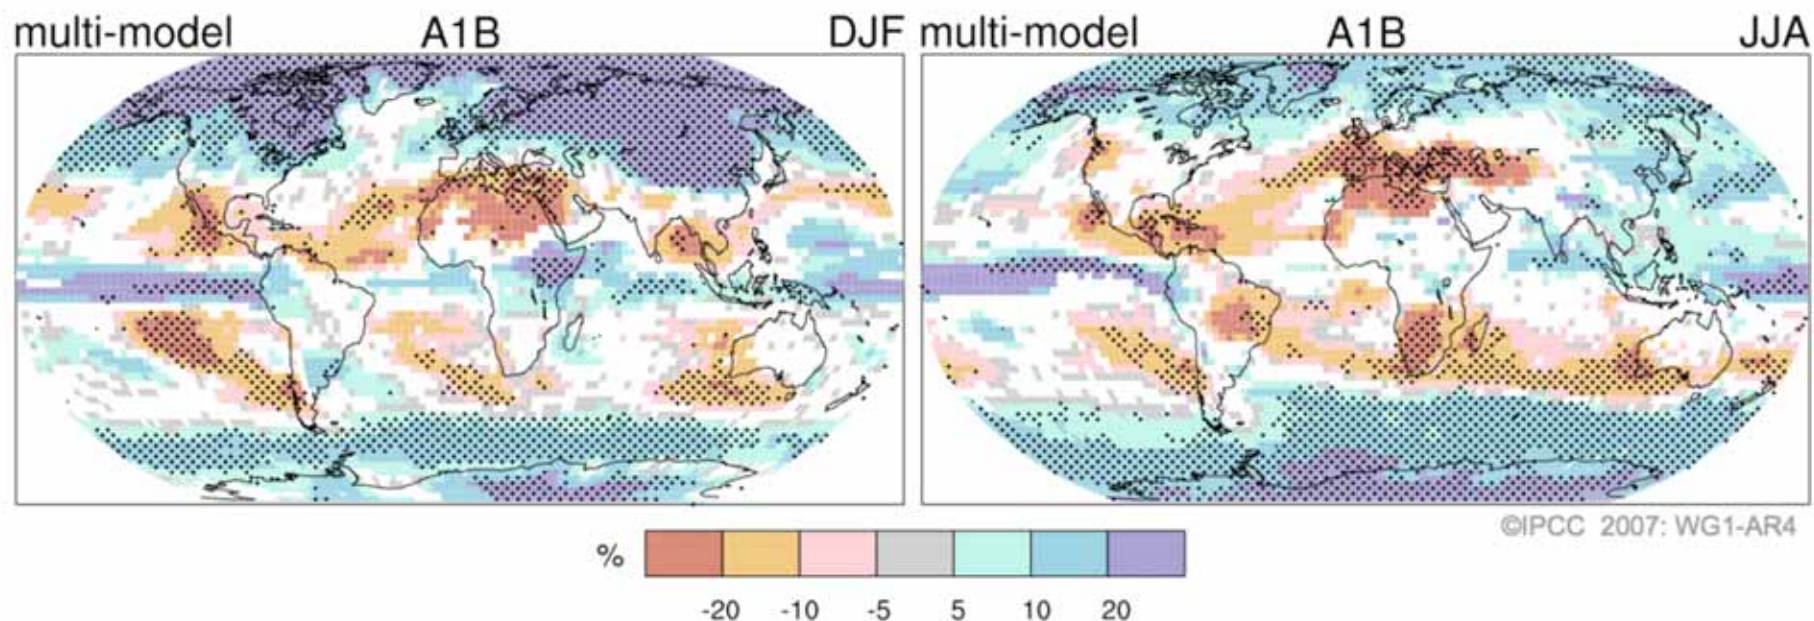 multi-model A1B DJF
multi-model A1B JJA
©IPCC 2007: WG1-AR4
%
-20 -10 -5 5 10 20